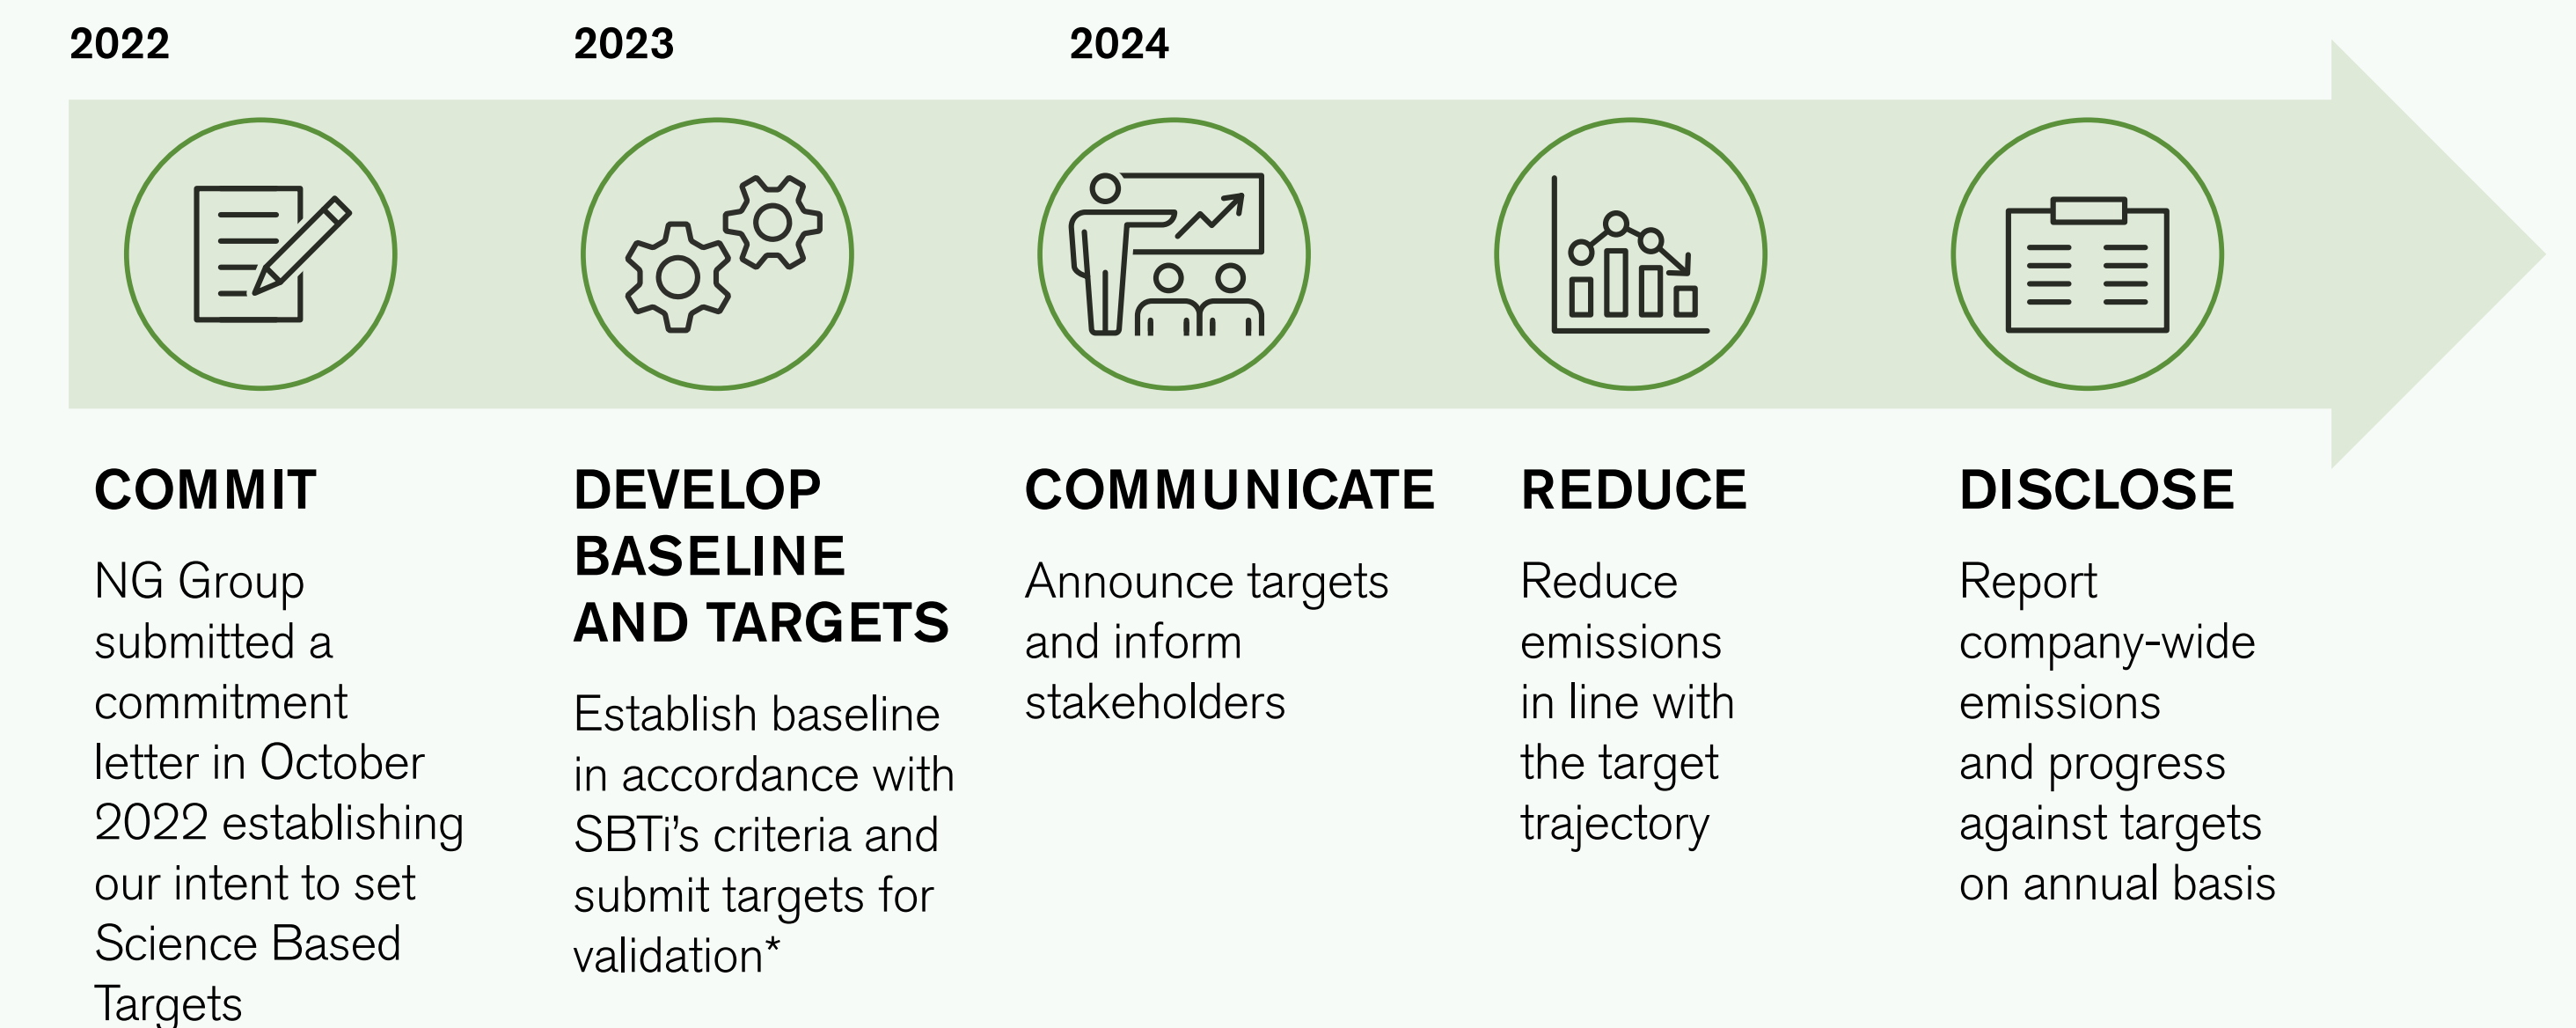 2022
2023
2024
COMMIT
NG Group
submitted a
commitment
letter in October
2022 establishing
our intent to set
Science Based
Targets
DEVELOP
BASELINE
AND TARGETS
Establish baseline
in accordance with
SBTi’s criteria and
submit targets for
validation*
COMMUNICATE
Announce targets
and inform
stakeholders
REDUCE
Reduce
emissions
in line with
the target
trajectory
DISCLOSE
Report
company-wide
emissions
and progress
against targets
on annual basis